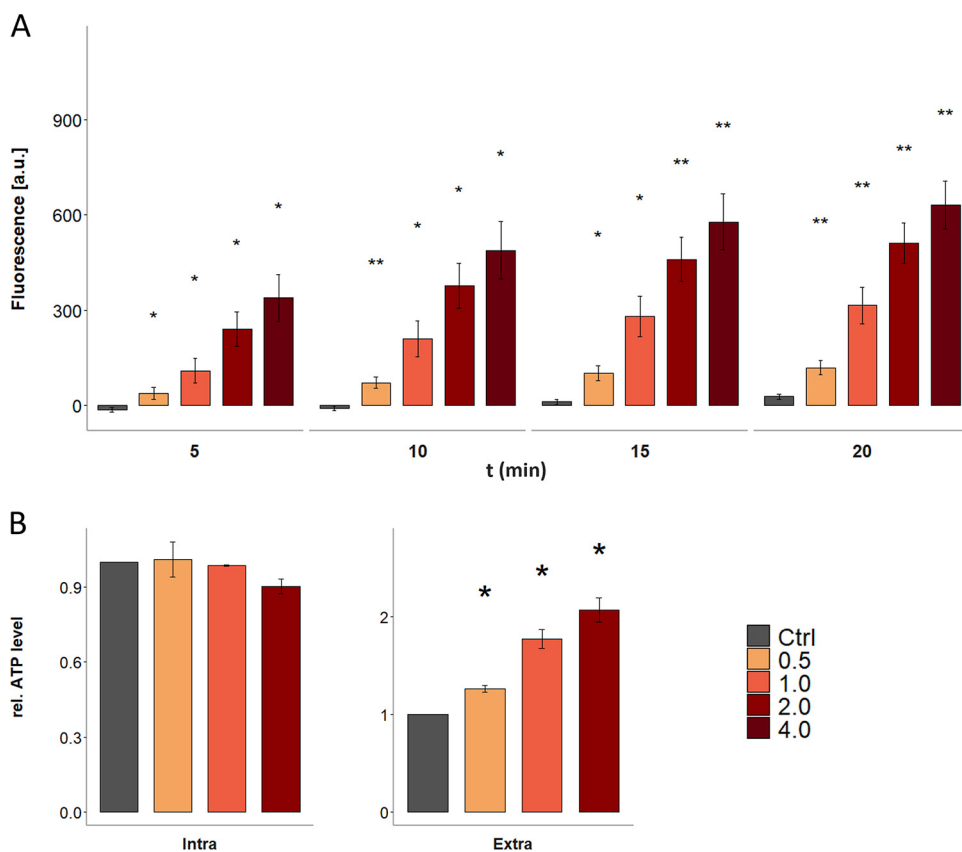 A
Fluorescence [a.u.]
900
600
300
0
* * * *
** * * *
* * ** **
** ** ** **
5 10 15 20
t (min)
B
rel. ATP level
0.9
0.6
0.3
0.0
Intra
* * *
2
1
0
Extra
Ctrl
0.5
1.0
2.0
4.0